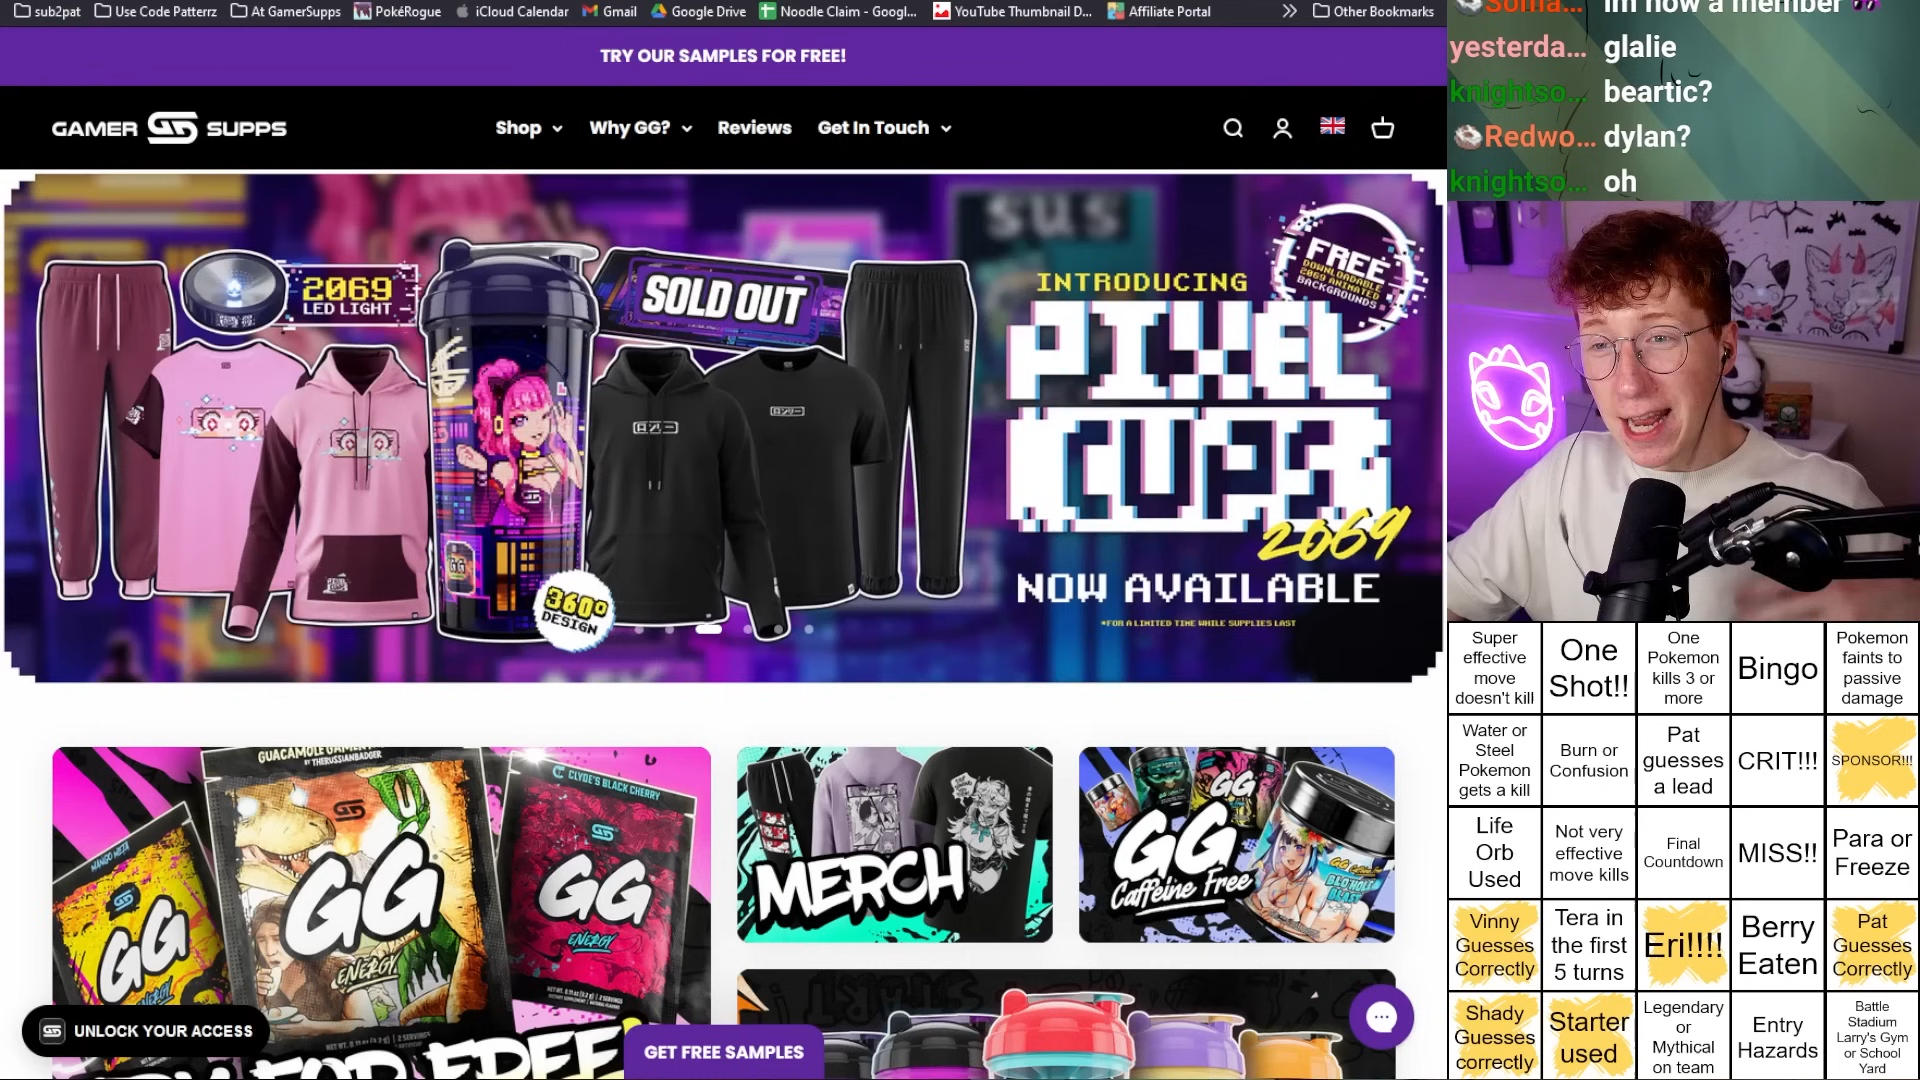 sub2pat
Use Code Patterrz
At GamerSupps
PokéRogue
iCloud Calendar
Gmail
Google Drive
Noodle Claim - Googl...
YouTube Thumbnail D...
Affiliate Portal
Other Bookmarks
TRY OUR SAMPLES FOR FREE!
GAMER SUPPS
Shop
Why GG?
Reviews
Get In Touch
sus
2069
LED LIGHT
SOLD OUT
360°
DESIGN
FREE
DOWNLOADABLE
2069 ANIMATED
BACKGROUNDS
INTRODUCING
PIXEL
CUPS
2069
NOW AVAILABLE
*FOR A LIMITED TIME WHILE SUPPLIES LAST
GUACAMOLE GAMER
BY THERUSSIANBADGER
CLYDE'S BLACK CHERRY
GG
GG
ENERGY
GG
ENERGY
MERCH
GG
Caffeine Free
GG
UNLOCK YOUR ACCESS
FOR FREE
GET FREE SAMPLES
Soma... im now a member
yesterda... glalie
knightso... beartic?
Redwo... dylan?
knightso... oh
Super
effective
move
doesn't kill
One
Shot!!
One
Pokemon
kills 3 or
more
Bingo
Pokemon
faints to
passive
damage
Water or
Steel
Pokemon
gets a kill
Burn or
Confusion
Pat
guesses
a lead
CRIT!!!
SPONSOR!!!
Life
Orb
Used
Not very
effective
move kills
Final
Countdown
MISS!!
Para or
Freeze
Vinny
Guesses
Correctly
Tera in
the first
5 turns
Eri!!!!
Berry
Eaten
Pat
Guesses
Correctly
Shady
Guesses
correctly
Starter
used
Legendary
or
Mythical
on team
Entry
Hazards
Battle
Stadium
Larry's Gym
or School
Yard